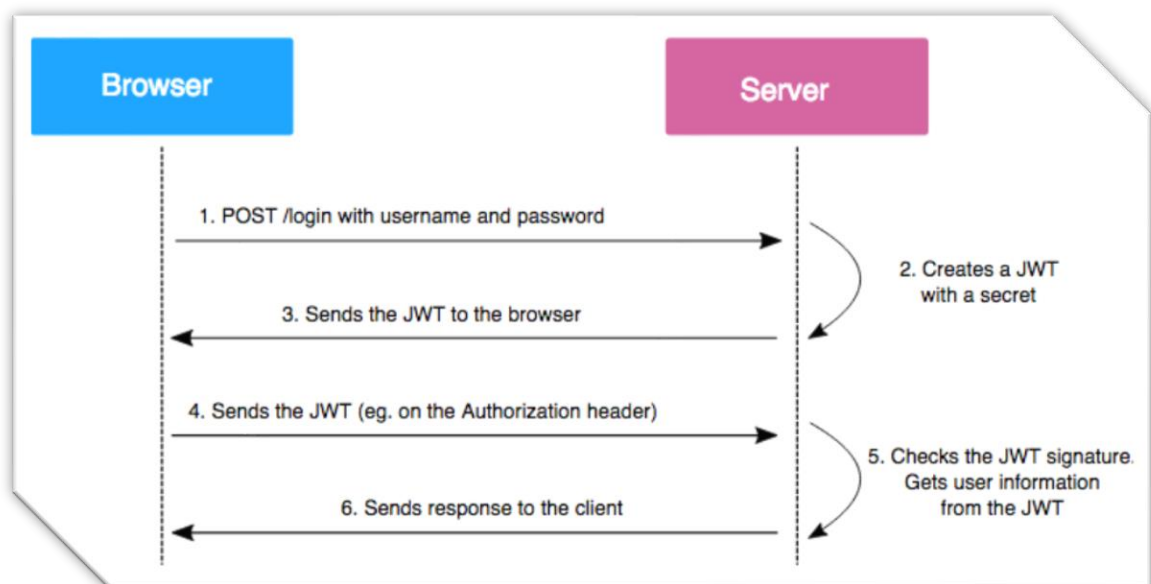 Browser
Server
1. POST /login with username and password
2. Creates a JWT
with a secret
3. Sends the JWT to the browser
4. Sends the JWT (eg. on the Authorization header)
5. Checks the JWT signature.
Gets user information
from the JWT
6. Sends response to the client